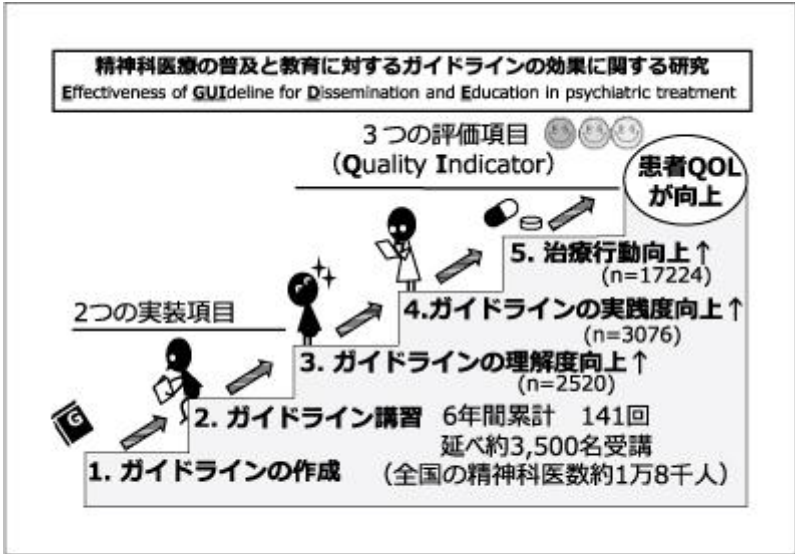 精神科医療の普及と教育に対するガイドラインの効果に関する研究
Effectiveness of GUIdeline for Dissemination and Education in psychiatric treatment
3つの評価項目
（Quality Indicator）
患者QOL
が向上
5. 治療行動向上↑
(n=17224)
4.ガイドラインの実践度向上↑
(n=3076)
2つの実装項目
3. ガイドラインの理解度向上↑
(n=2520)
G
2. ガイドライン講習 6年間累計 141回
延べ約3,500名受講
1. ガイドラインの作成 （全国の精神科医数約1万8千人）